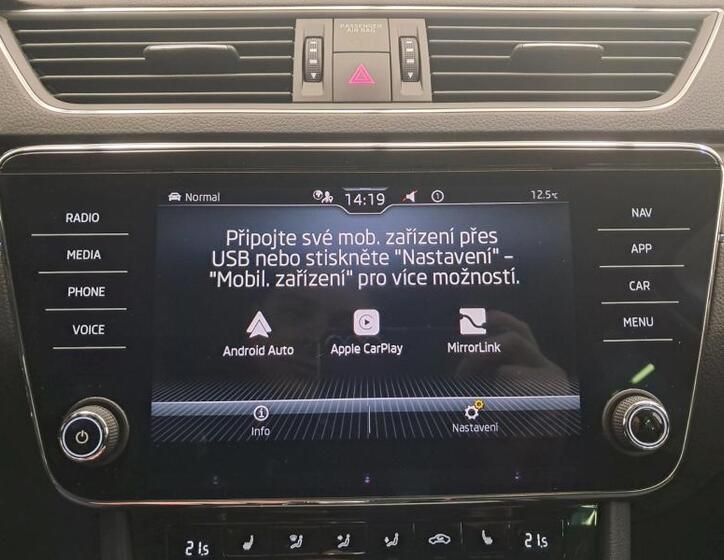 PASSENGER
AIR BAG
Normal 14:19 12.5°C
RADIO
MEDIA
PHONE
VOICE
Připojte své mob. zařízení přes
USB nebo stiskněte "Nastavení" –
"Mobil. zařízení" pro více možností.
Android Auto Apple CarPlay MirrorLink
Info Nastavení
NAV
APP
CAR
MENU
21.5 21.5